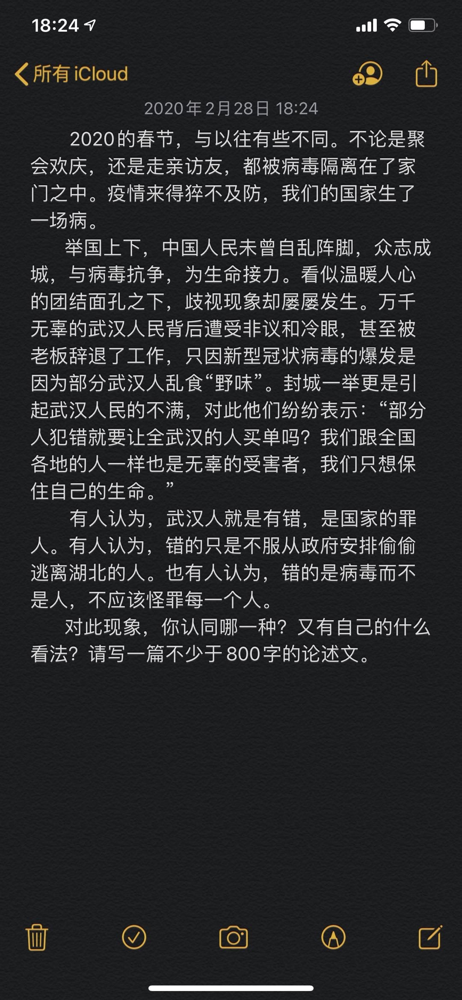 18:24
所有 iCloud
2020年2月28日 18:24
2020的春节，与以往有些不同。不论是聚
会欢庆，还是走亲访友，都被病毒隔离在了家
门之中。疫情来得猝不及防，我们的国家生了
一场病。
举国上下，中国人民未曾自乱阵脚，众志成
城，与病毒抗争，为生命接力。看似温暖人心
的团结面孔之下，歧视现象却屡屡发生。万千
无辜的武汉人民背后遭受非议和冷眼，甚至被
老板辞退了工作，只因新型冠状病毒的爆发是
因为部分武汉人乱食“野味”。封城一举更是引
起武汉人民的不满，对此他们纷纷表示：“部分
人犯错就要让全武汉的人买单吗？我们跟全国
各地的人一样也是无辜的受害者，我们只想保
住自己的生命。”
有人认为，武汉人就是有错，是国家的罪
人。有人认为，错的只是不服从政府安排偷偷
逃离湖北的人。也有人认为，错的是病毒而不
是人，不应该怪罪每一个人。
对此现象，你认同哪一种？又有自己的什么
看法？请写一篇不少于800字的论述文。